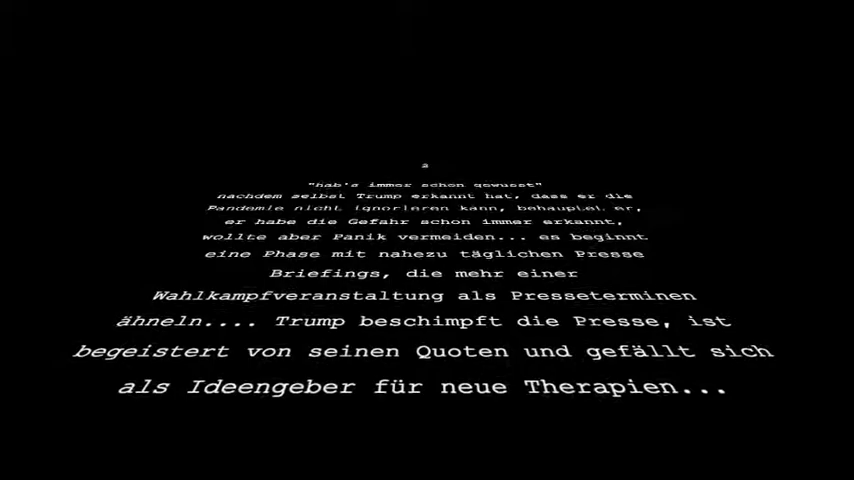 3
"hab's immer schon gewusst"
nachdem selbst Trump erkannt hat, dass er die
Pandemie nicht ignorieren kann, behauptet er,
er habe die Gefahr schon immer erkannt,
wollte aber Panik vermeiden... es beginnt
eine Phase mit nahezu täglichen Presse
Briefings, die mehr einer
Wahlkampfveranstaltung als Presseterminen
ähneln.... Trump beschimpft die Presse, ist
begeistert von seinen Quoten und gefällt sich
als Ideengeber für neue Therapien...